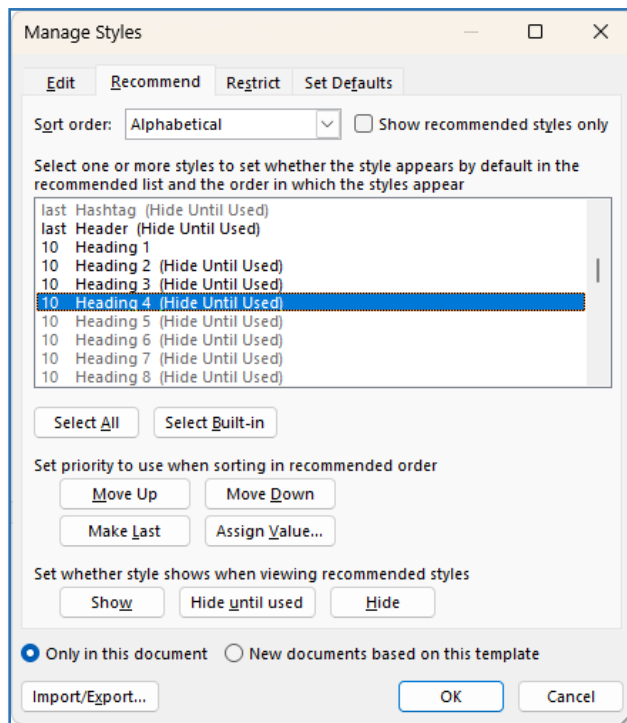 Manage Styles
Edit Recommend Restrict Set Defaults
Sort order: Alphabetical Show recommended styles only
Select one or more styles to set whether the style appears by default in the
recommended list and the order in which the styles appear
last Hashtag (Hide Until Used)
last Header (Hide Until Used)
10 Heading 1
10 Heading 2 (Hide Until Used)
10 Heading 3 (Hide Until Used)
10 Heading 4 (Hide Until Used)
10 Heading 5 (Hide Until Used)
10 Heading 6 (Hide Until Used)
10 Heading 7 (Hide Until Used)
10 Heading 8 (Hide Until Used)
Select All Select Built-in
Set priority to use when sorting in recommended order
Move Up Move Down
Make Last Assign Value...
Set whether style shows when viewing recommended styles
Show Hide until used Hide
Only in this document New documents based on this template
Import/Export... OK Cancel